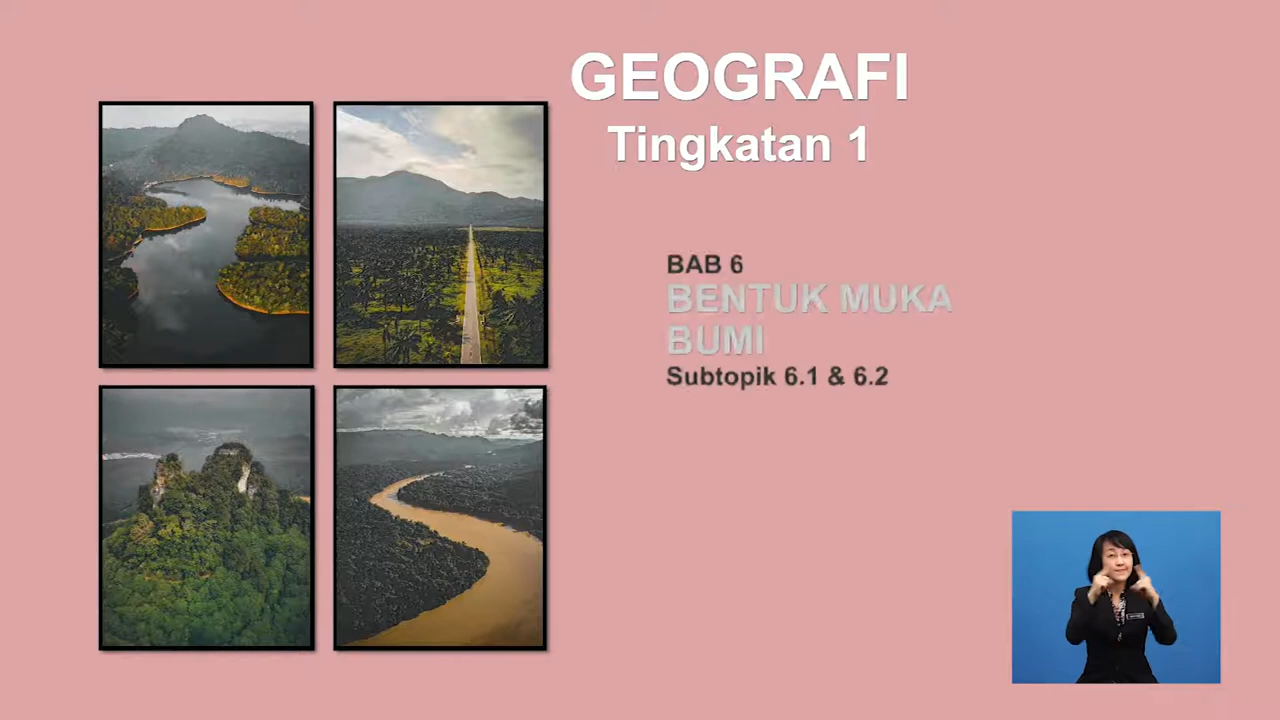 GEOGRAFI
Tingkatan 1
BAB 6
BENTUK MUKA
BUMI
Subtopik 6.1 & 6.2